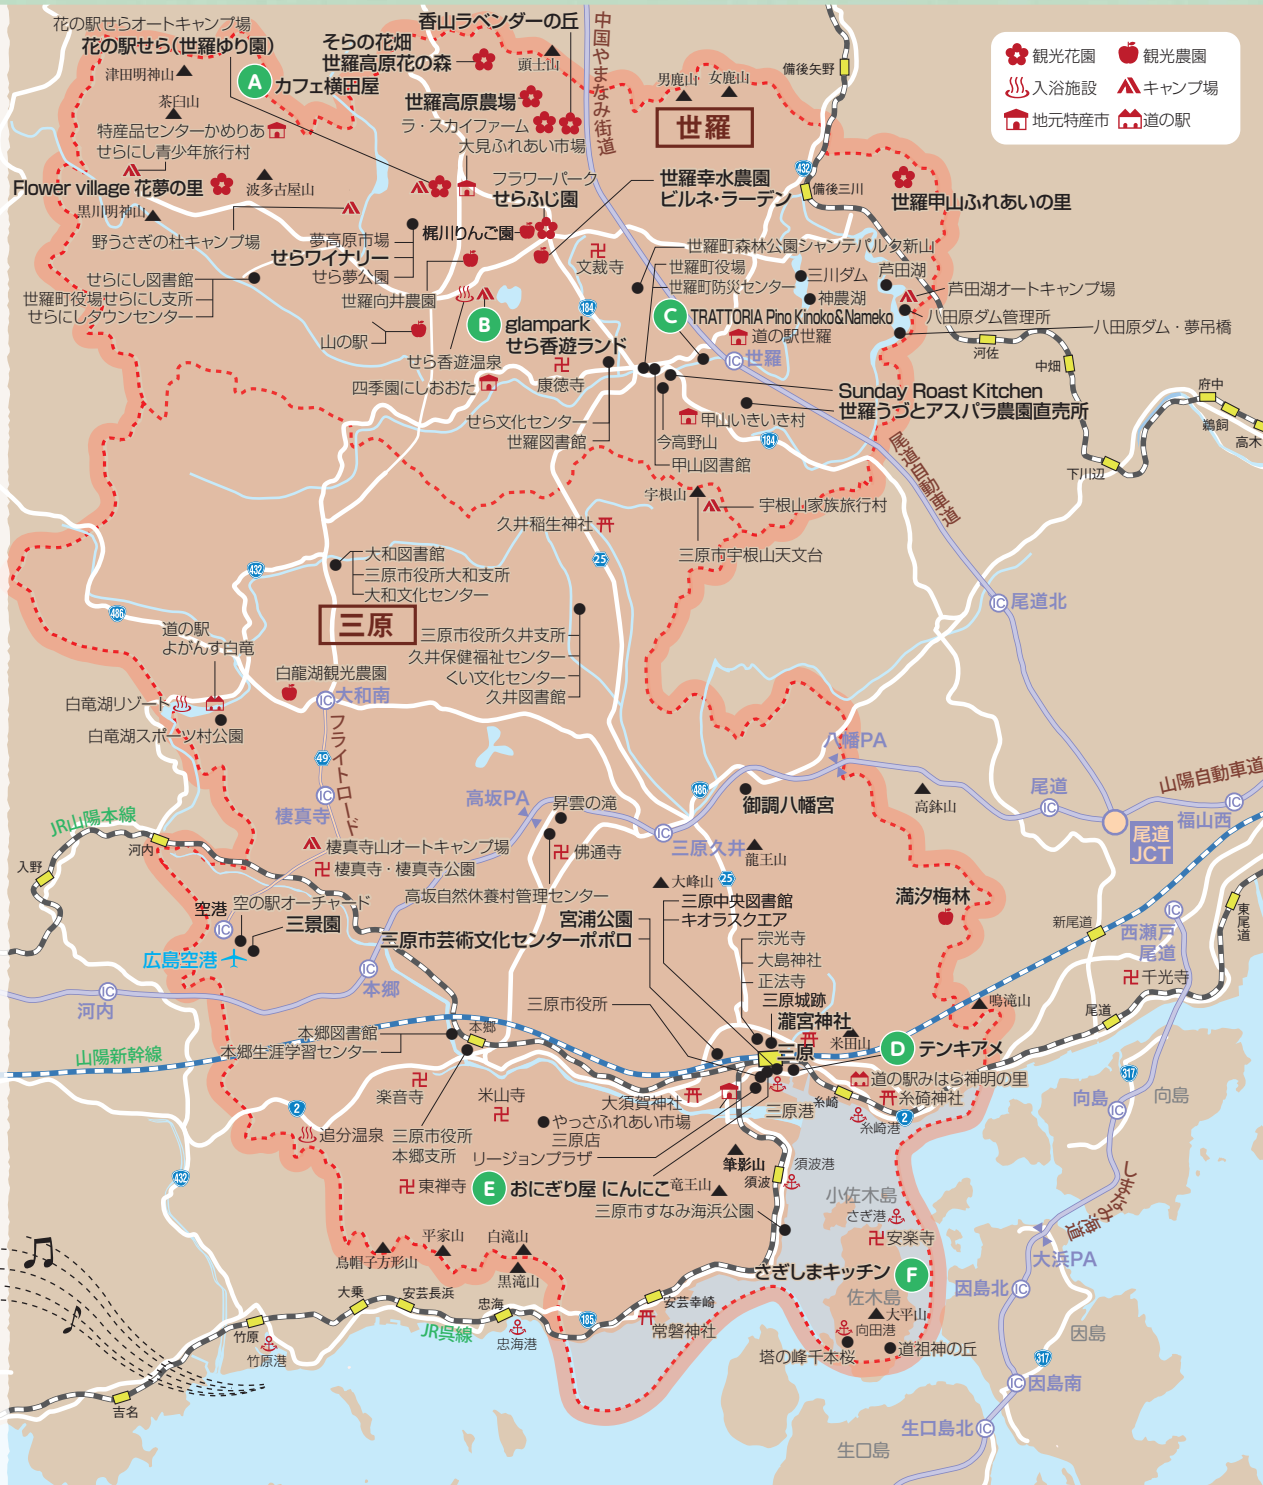 花の駅せらオートキャンプ場
花の駅せら(世羅ゆり園)
津田明神山
茶臼山
特産品センターかめりあ
せらにし青少年旅行村
Flower village 花夢の里
波多古屋山
黒川明神山
野うさぎの杜キャンプ場
A
カフェ横田屋
そらの花畑
世羅高原花の森
香山ラベンダーの丘
頭士山
世羅高原農場
ラ・スカイファーム
大見ふれあい市場
フラワーパーク
せらふじ園
中国やまなみ街道
男鹿山
女鹿山
世羅
備後矢野
432
備後三川
観光花園
観光農園
入浴施設
キャンプ場
地元特産市
道の駅
世羅幸水農園
ビルネ・ラーデン
世羅甲山ふれあいの里
夢高原市場
せらワイナリー
せら夢公園
梶川りんご園
文裁寺
世羅町森林公園シャンテパルク新山
世羅町役場
世羅町防災センター
三川ダム
芦田湖
神農湖
芦田湖オートキャンプ場
八田原ダム管理所
八田原ダム・夢吊橋
せらにし図書館
世羅町役場せらにし支所
せらにしタウンセンター
世羅向井農園
山の駅
184
B
glampark
せら香遊ランド
せら香遊温泉
四季園にしおおた
康徳寺
C
TRATTORIA Pino Kinoko&Nameko
道の駅世羅
IC
世羅
河佐
中畑
府中
鵜飼
高木
下川辺
Sunday Roast Kitchen
世羅うづとアスパラ農園直売所
せら文化センター
世羅図書館
甲山いきいき村
今高野山
184
甲山図書館
尾道自動車道
宇根山
宇根山家族旅行村
三原市宇根山天文台
久井稲生神社
25
432
大和図書館
三原市役所大和支所
大和文化センター
486
三原
道の駅
よがんす白竜
三原市役所久井支所
久井保健福祉センター
くい文化センター
久井図書館
IC
尾道北
白龍湖観光農園
白竜湖リゾート
白竜湖スポーツ村公園
IC
大和南
フライトロード
49
IC
棲真寺
八幡PA
高坂PA
昇雲の滝
486
御調八幡宮
高鉢山
尾道
IC
山陽自動車道
IC
福山西
尾道
JCT
JR山陽本線
入野
河内
棲真寺山オートキャンプ場
棲真寺・棲真寺公園
佛通寺
IC
三原久井
龍王山
高坂自然休養村管理センター
大峰山
25
満汐梅林
空港
IC
空の駅オーチャード
三景園
広島空港
宮浦公園
三原市芸術文化センターポポロ
三原中央図書館
キオラスクエア
宗光寺
大島神社
正法寺
三原城跡
瀧宮神社
新尾道
IC
西瀬戸
尾道
東尾道
千光寺
鳴滝山
尾道
IC
河内
IC
本郷
三原市役所
米田山
D
テンキアメ
山陽新幹線
本郷図書館
本郷生涯学習センター
本郷
三原
道の駅みはら神明の里
糸碕神社
糸崎
三原港
糸崎港
2
317
向島
IC
向島
楽音寺
米山寺
大須賀神社
やっさふれあい市場
三原店
2
追分温泉
三原市役所
本郷支所
リージョンプラザ
筆影山
須波
須波港
432
東禅寺
E
おにぎり屋 にんにこ
竜王山
三原市すなみ海浜公園
小佐木島
さぎ港
安楽寺
しまなみ海道
大浜PA
烏帽子方形山
平家山
白滝山
黒滝山
さぎしまキッチン
F
佐木島
大平山
因島北
IC
大乗
安芸長浜
忠海
忠海港
JR呉線
185
安芸幸崎
常磐神社
向田港
塔の峰千本桜
道祖神の丘
因島
317
竹原
竹原港
吉名
IC
因島南
生口島北
IC
生口島